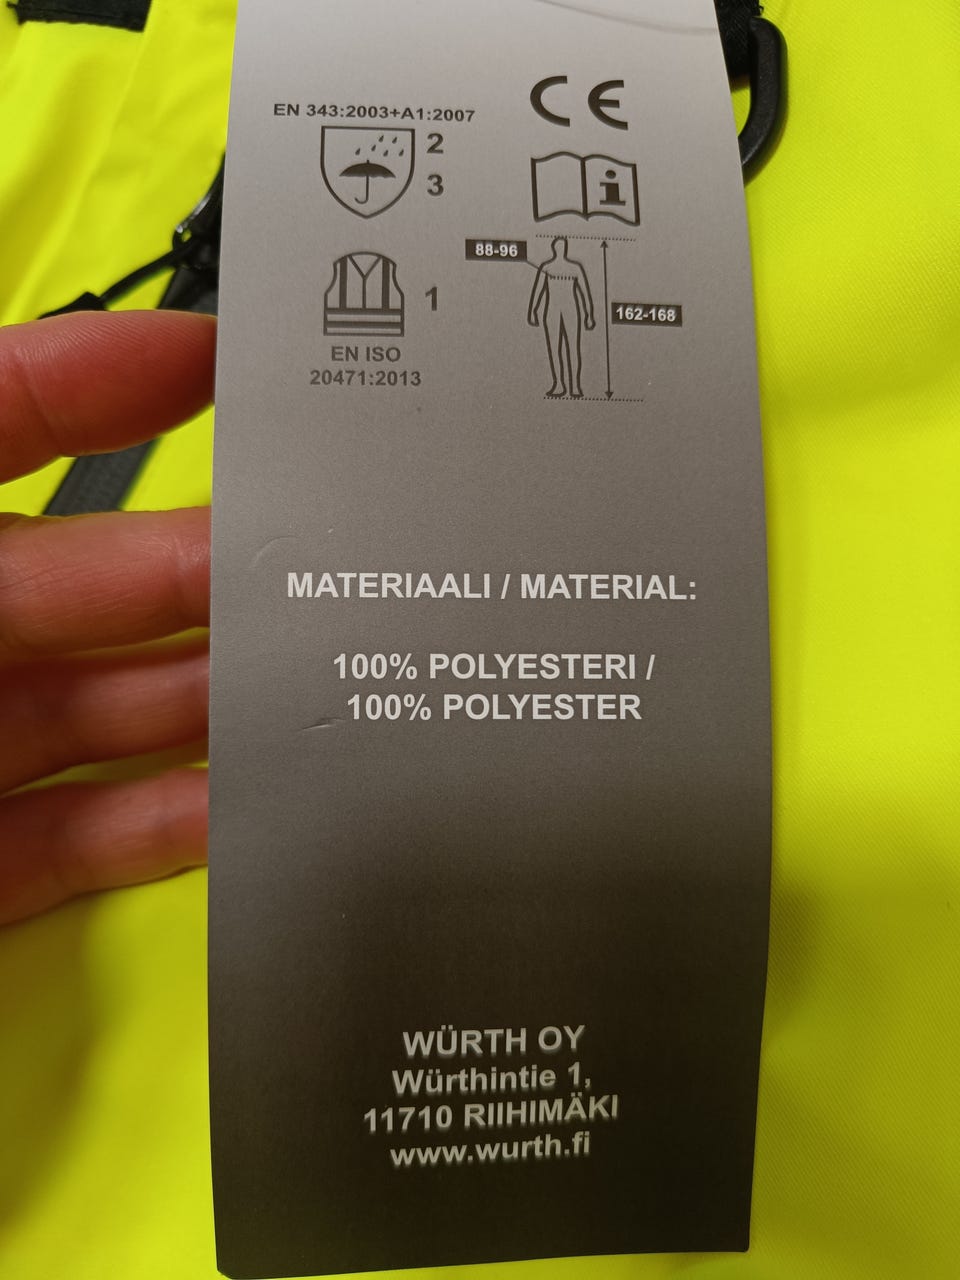 EN 343:2003+A1:2007
2
3
CE
i
88-96
162-168
1
EN ISO
20471:2013
MATERIAALI / MATERIAL:
100% POLYESTERI /
100% POLYESTER
WÜRTH OY
Würthintie 1,
11710 RIIHIMÄKI
www.wurth.fi